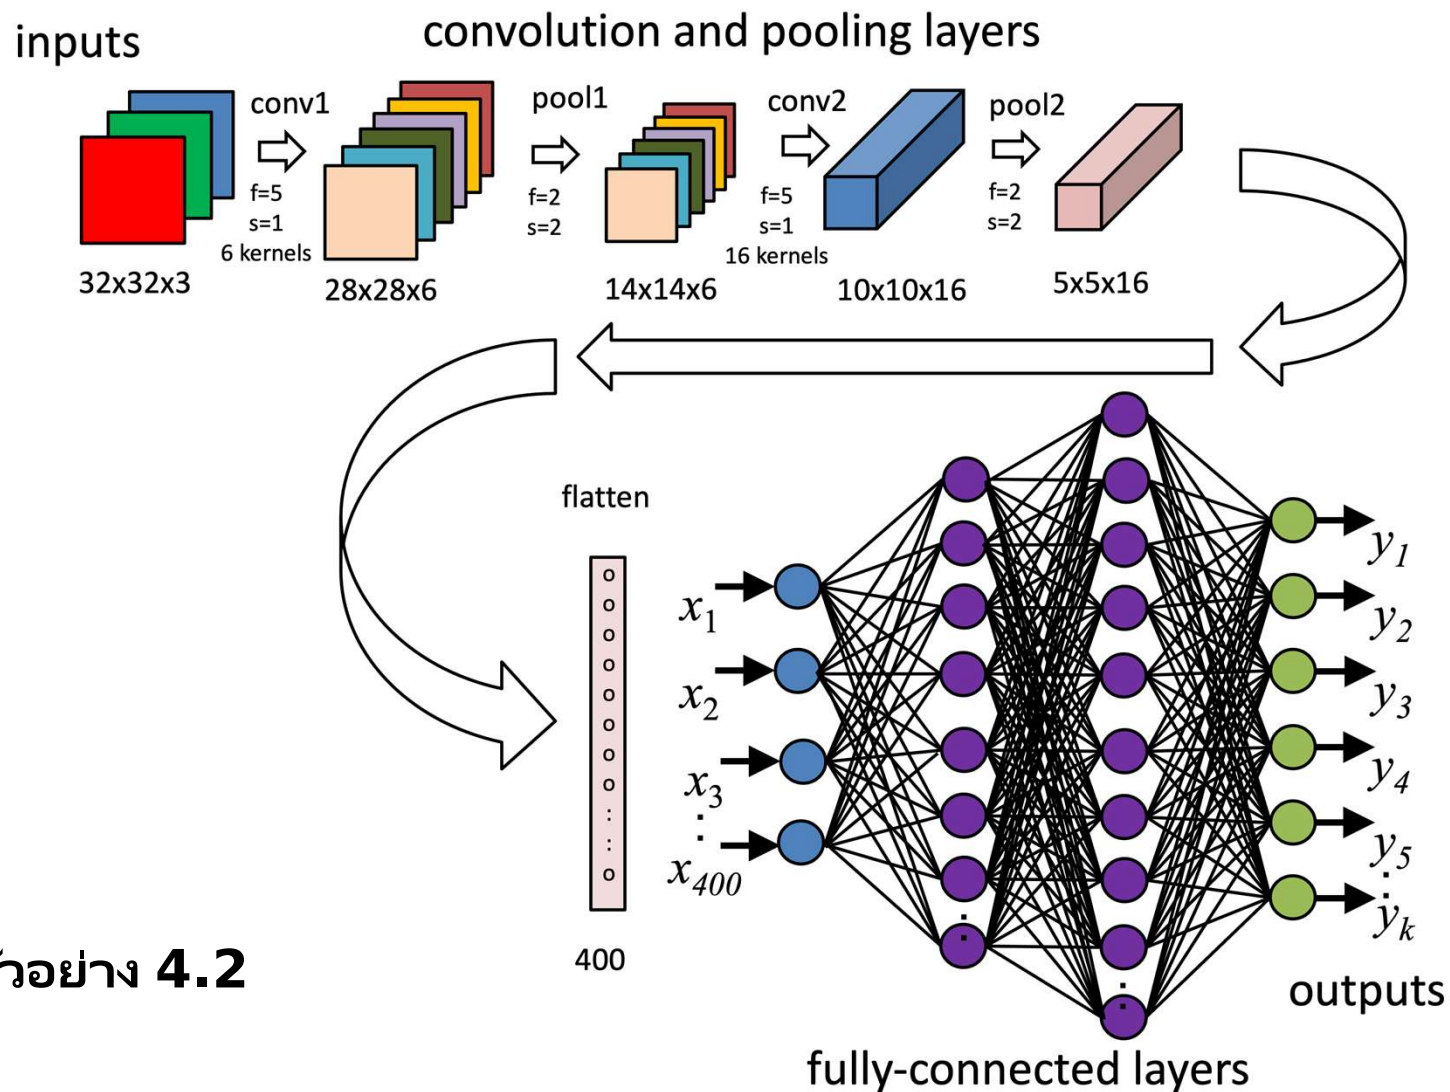 inputs
convolution and pooling layers
conv1
f=5
s=1
6 kernels
pool1
f=2
s=2
conv2
f=5
s=1
16 kernels
pool2
f=2
s=2
32x32x3
28x28x6
14x14x6
10x10x16
5x5x16
flatten
o
o
o
o
o
o
o
o
:
:
o
400
x1
x2
x3
⋮
x400
y1
y2
y3
y4
y5
⋮
yk
outputs
4.2
fully-connected layers